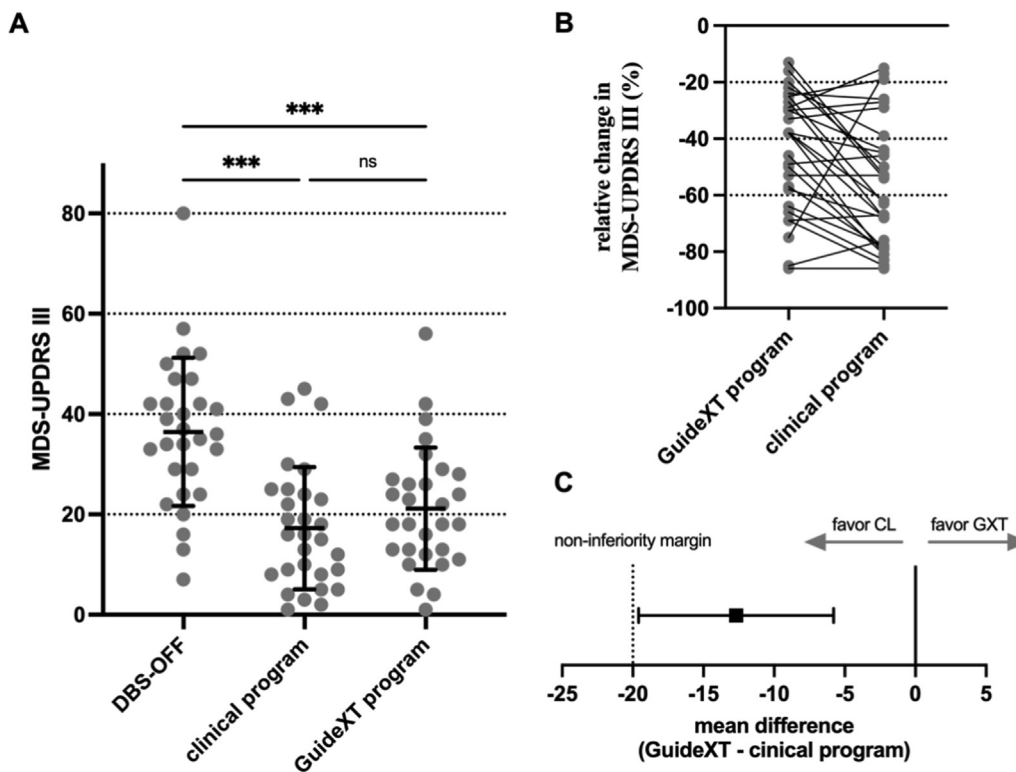 A
***
***
ns
MDS-UPDRS III
80
60
40
20
0
DBS-OFF
clinical program
GuideXT program
B
relative change in
MDS-UPDRS III (%)
0
-20
-40
-60
-80
-100
GuideXT program
clinical program
C
favor CL
favor GXT
non-inferiority margin
-25
-20
-15
-10
-5
0
5
mean difference
(GuideXT - cinical program)